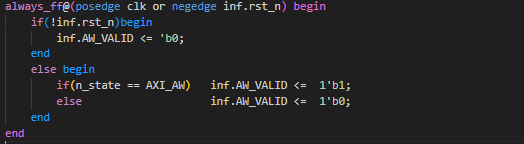 always_ff@(posedge clk or negedge inf.rst_n) begin
    if(!inf.rst_n)begin
        inf.AW_VALID <= 'b0;
    end
    else begin
        if(n_state == AXI_AW)   inf.AW_VALID <=  1'b1;
        else                    inf.AW_VALID <=  1'b0;
    end
end